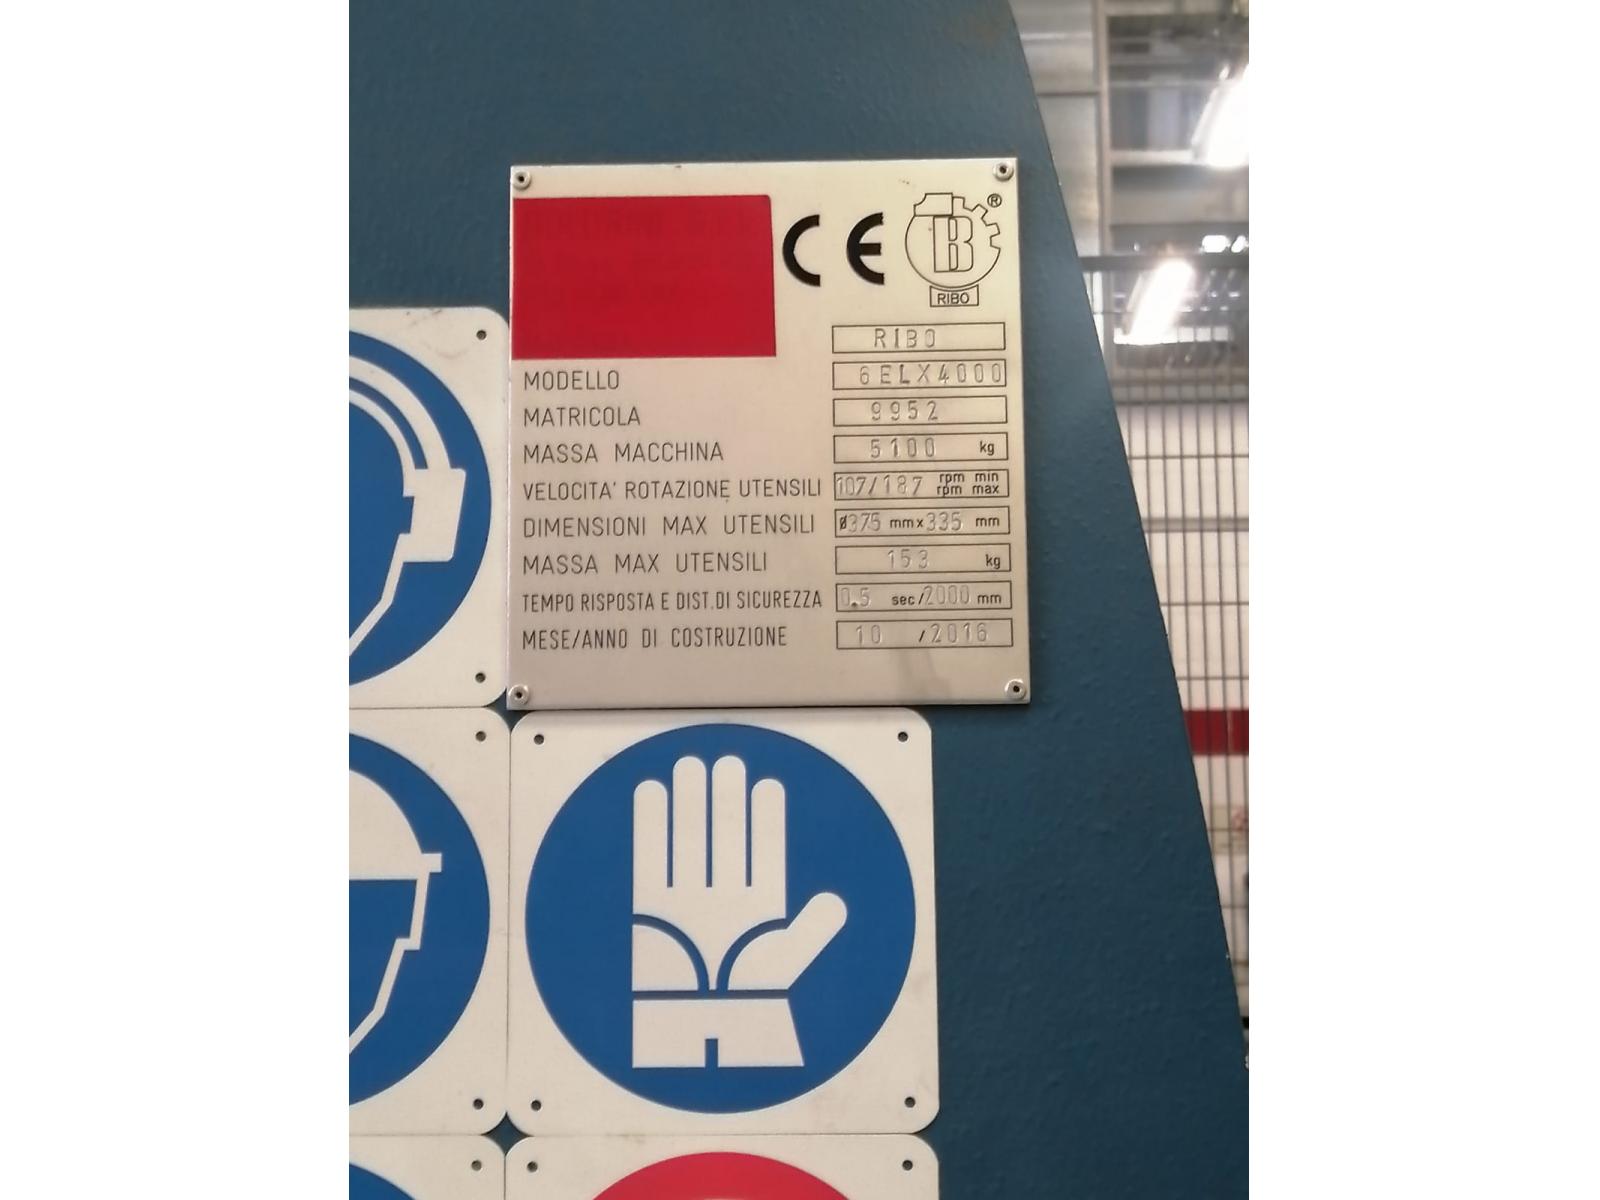 CE
®
B
RIBO
RIBO
MODELLO 6ELX4000
MATRICOLA 9952
MASSA MACCHINA 5100 kg
VELOCITA' ROTAZIONE UTENSILI 107/187 rpm min rpm max
DIMENSIONI MAX UTENSILI ø375 mm x 335 mm
MASSA MAX UTENSILI 153 kg
TEMPO RISPOSTA E DIST. DI SICUREZZA 0.5 sec/2000 mm
MESE/ANNO DI COSTRUZIONE 10 /2016